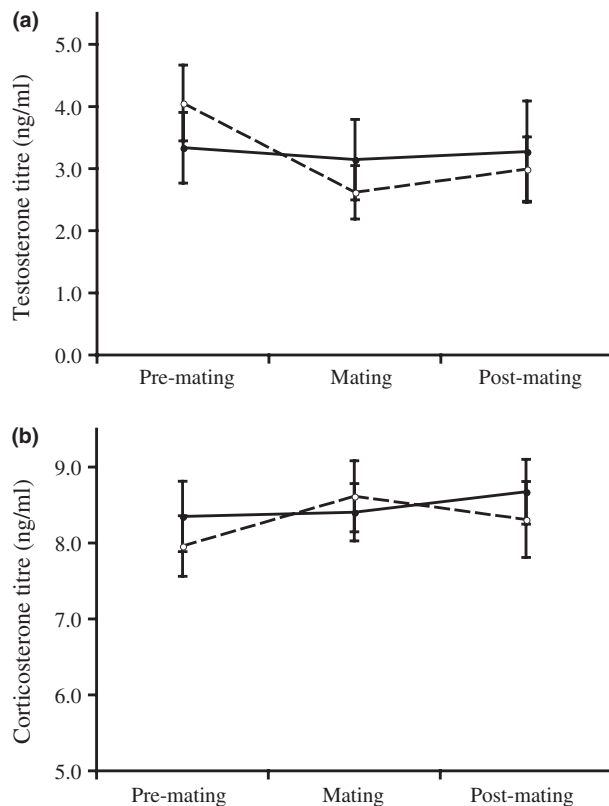 (a)
Testosterone titre (ng/ml)
5.0
4.0
3.0
2.0
1.0
0.0
Pre-mating Mating Post-mating
(b)
Corticosterone titre (ng/ml)
9.0
8.0
7.0
6.0
5.0
Pre-mating Mating Post-mating